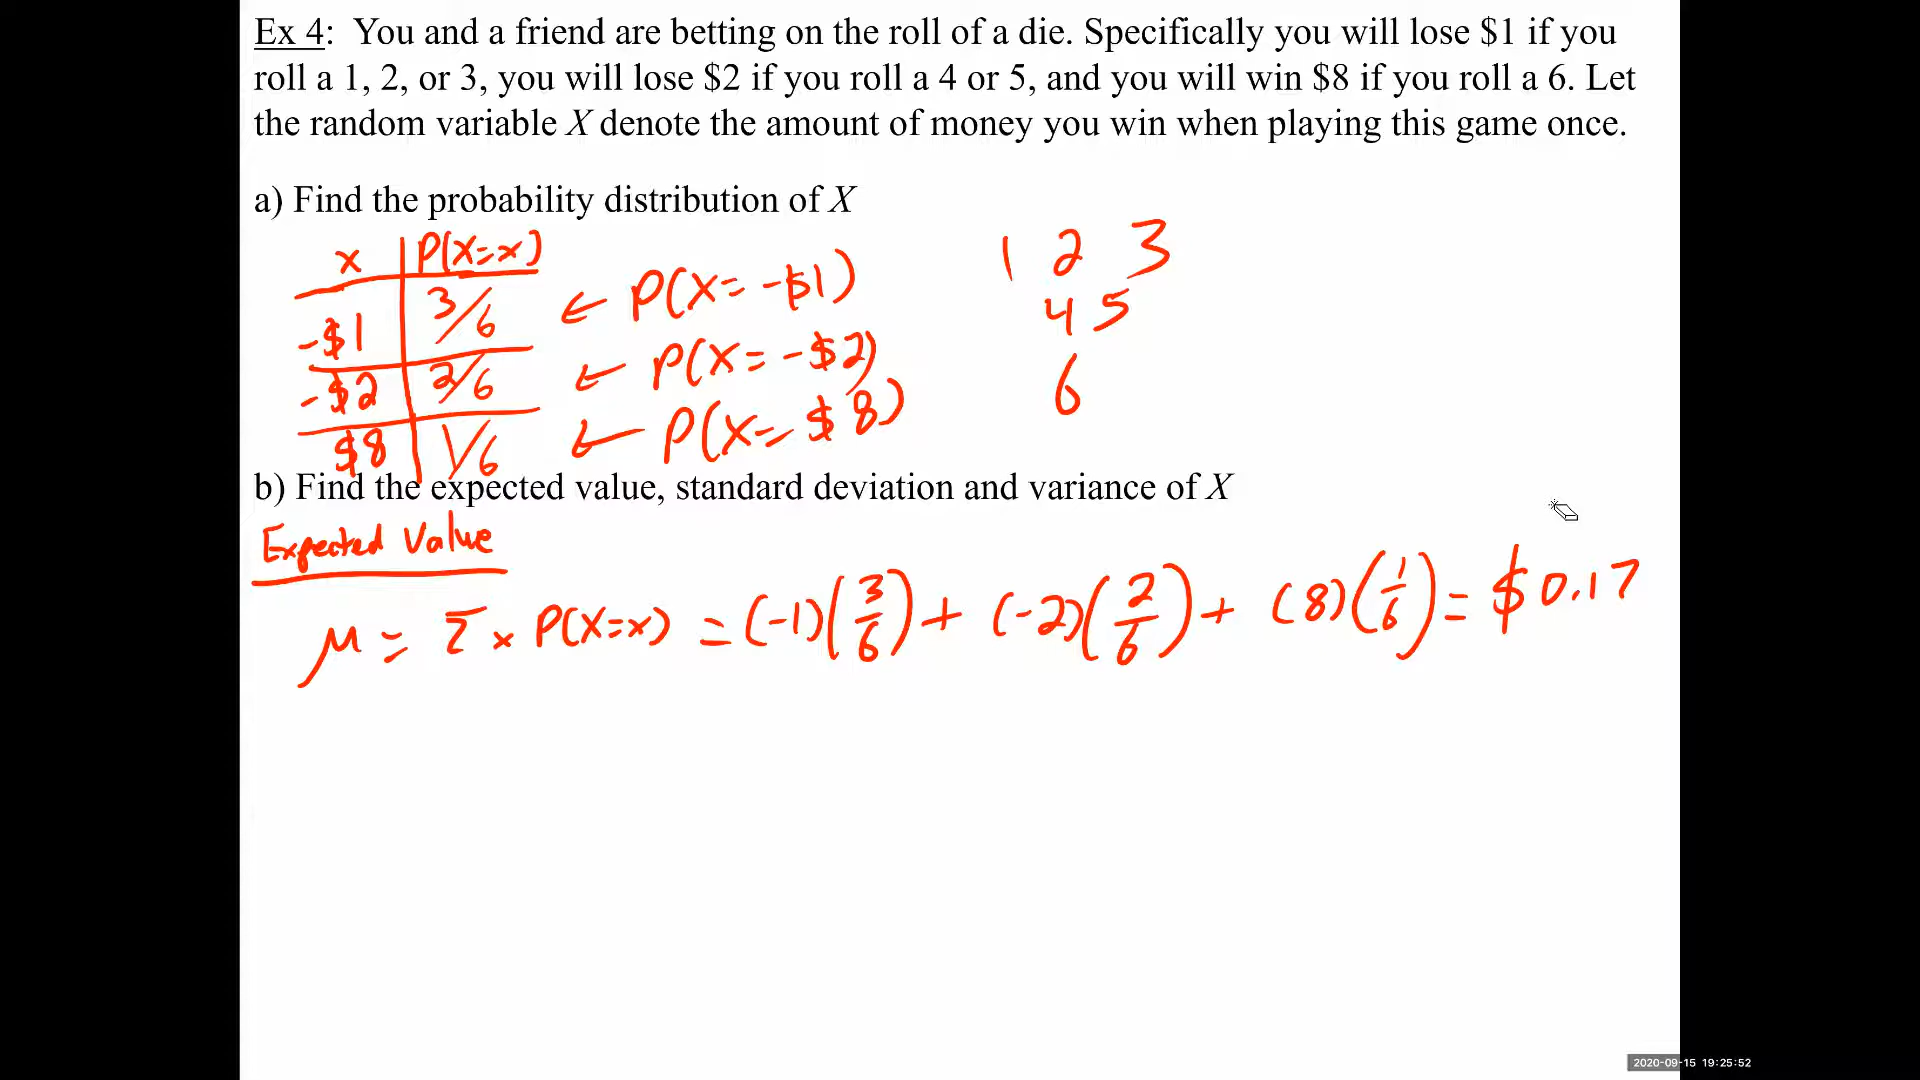 Ex 4: You and a friend are betting on the roll of a die. Specifically you will lose $1 if you
roll a 1, 2, or 3, you will lose $2 if you roll a 4 or 5, and you will win $8 if you roll a 6. Let
the random variable X denote the amount of money you win when playing this game once.
a) Find the probability distribution of X
x | P(X=x)
-$1 | 3/6 ← P(X= -$1)
-$2 | 2/6 ← P(X= -$2)
$8 | 1/6 ← P(X= $8)
1 2 3
4 5
6
b) Find the expected value, standard deviation and variance of X
Expected Value
μ = Σ x P(X=x) = (-1)(3/6) + (-2)(2/6) + (8)(1/6) = $0.17
2020-09-15 19:25:52